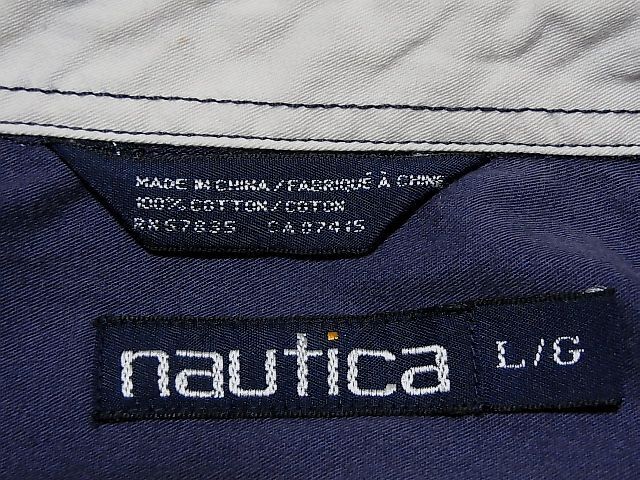 MADE IN CHINA/FABRIQUÉ À CHINE
100% COTTON/COTON
RN57835 CA07415
nautica L/G